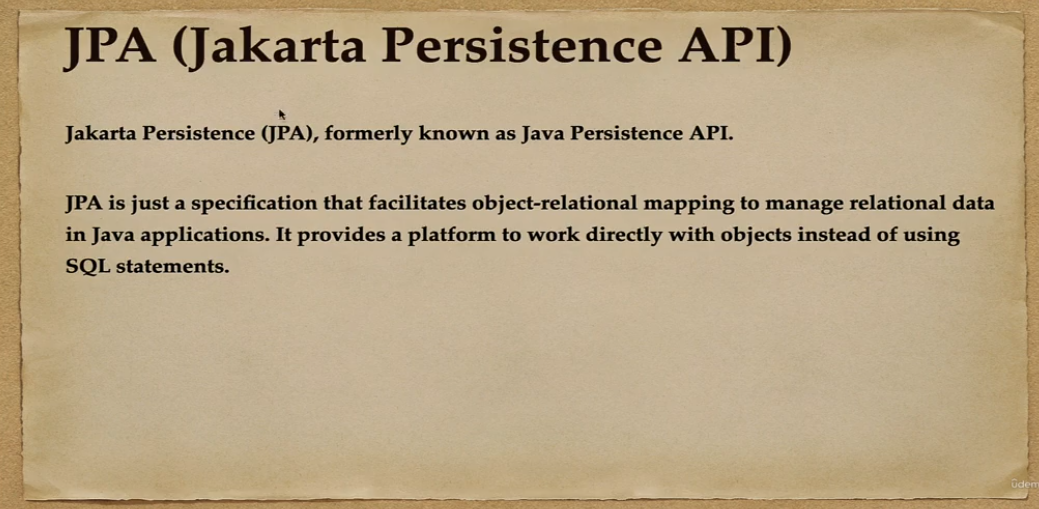 JPA (Jakarta Persistence API)
Jakarta Persistence (JPA), formerly known as Java Persistence API.
JPA is just a specification that facilitates object-relational mapping to manage relational data
in Java applications. It provides a platform to work directly with objects instead of using
SQL statements.